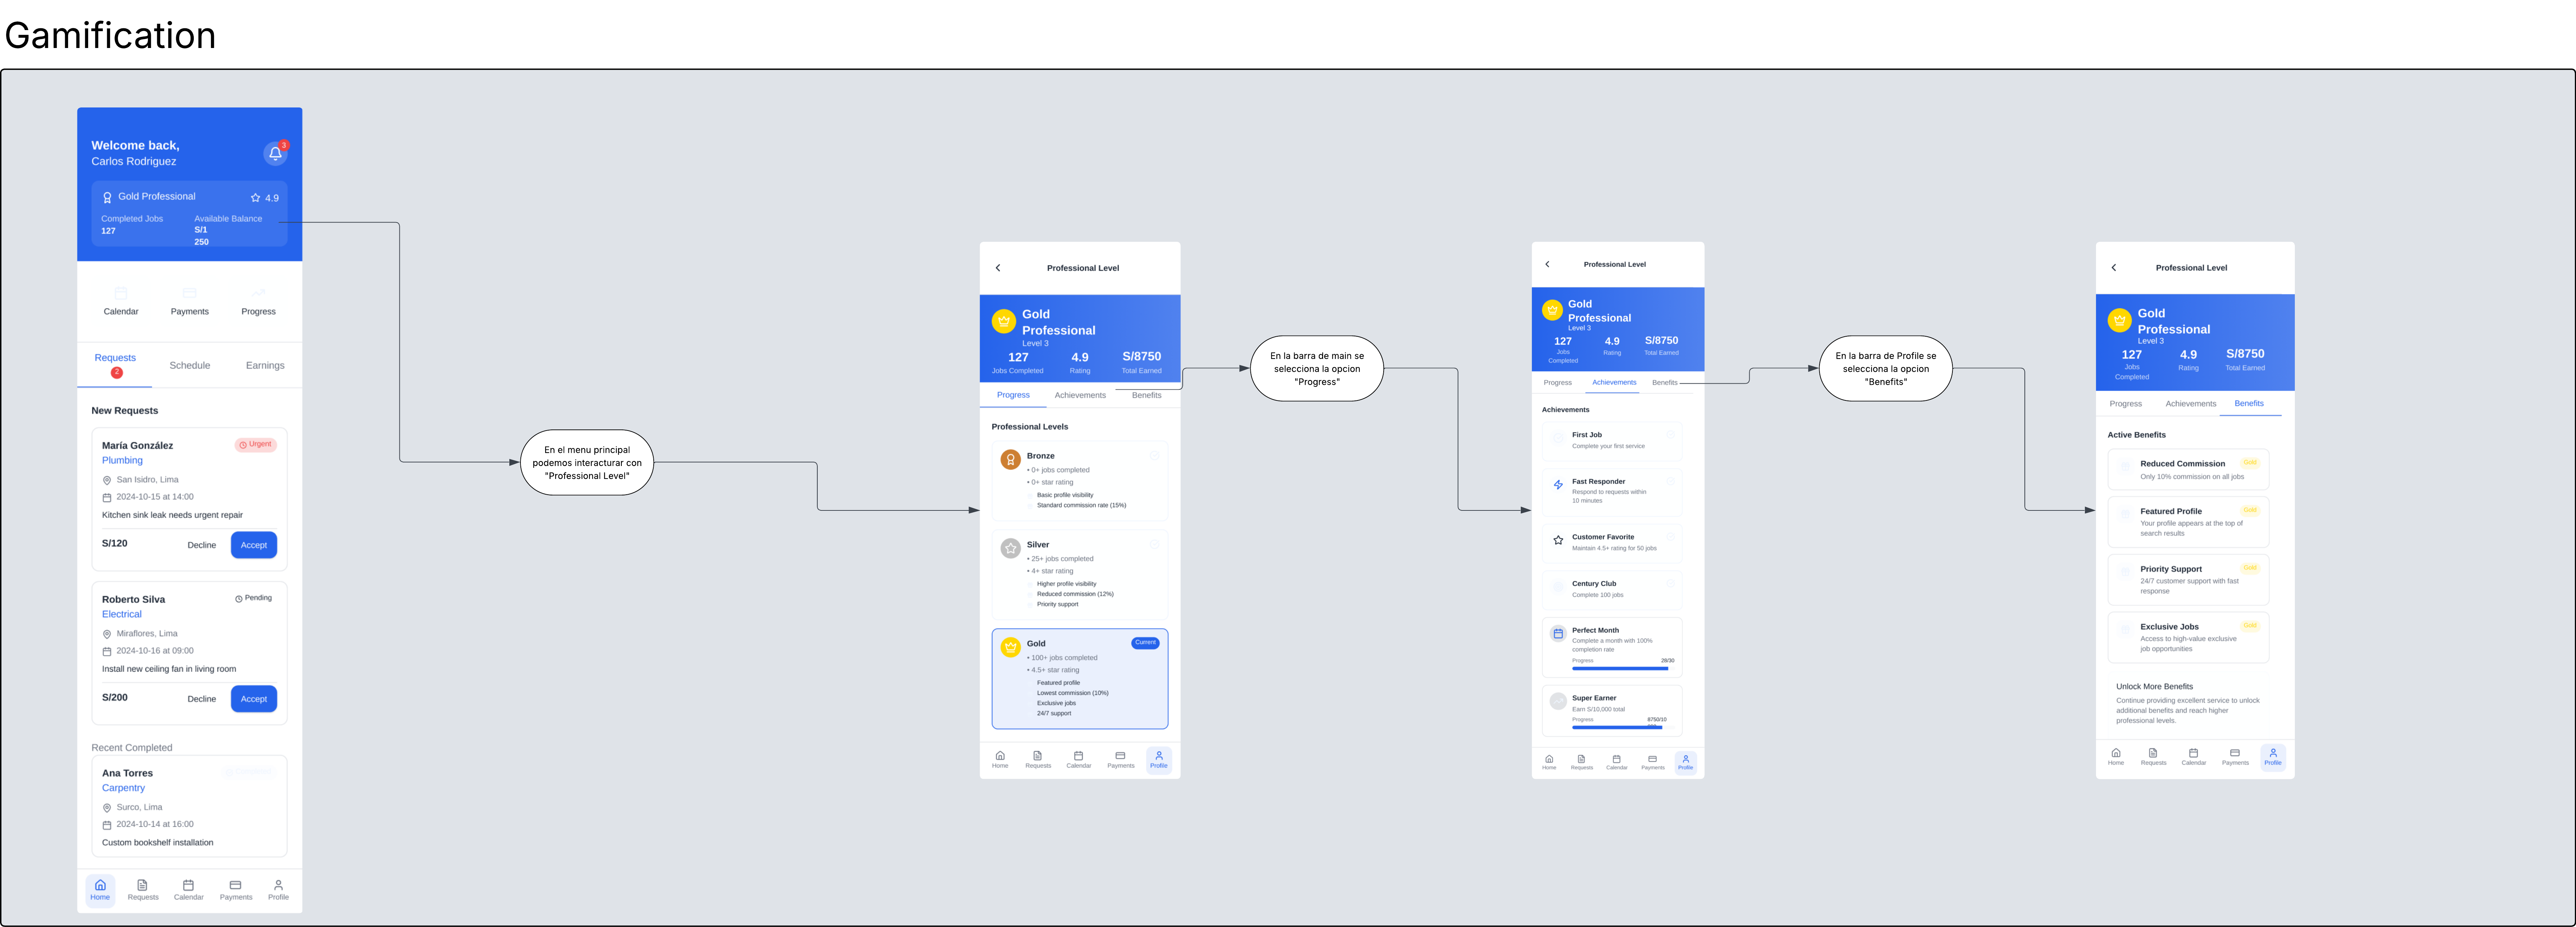 Gamification
Welcome back,
Carlos Rodriguez
3
Gold Professional
4.9
Completed Jobs
Available Balance
127
S/1
250
Calendar
Payments
Progress
Requests
2
Schedule
Earnings
New Requests
María González
Urgent
Plumbing
San Isidro, Lima
2024-10-15 at 14:00
Kitchen sink leak needs urgent repair
S/120
Decline
Accept
Roberto Silva
Pending
Electrical
Miraflores, Lima
2024-10-16 at 09:00
Install new ceiling fan in living room
S/200
Decline
Accept
Recent Completed
Ana Torres
Carpentry
Surco, Lima
2024-10-14 at 16:00
Custom bookshelf installation
Home
Requests
Calendar
Payments
Profile
En el menu principal
podemos interacturar con
"Professional Level"
Professional Level
Gold
Professional
Level 3
127
4.9
S/8750
Jobs Completed
Rating
Total Earned
Progress
Achievements
Benefits
Professional Levels
Bronze
• 0+ jobs completed
• 0+ star rating
Basic profile visibility
Standard commission rate (15%)
Silver
• 25+ jobs completed
• 4+ star rating
Higher profile visibility
Reduced commission (12%)
Priority support
Gold
Current
• 100+ jobs completed
• 4.5+ star rating
Featured profile
Lowest commission (10%)
Exclusive jobs
24/7 support
Home
Requests
Calendar
Payments
Profile
En la barra de main se
selecciona la opcion
"Progress"
Professional Level
Gold
Professional
Level 3
127
4.9
S/8750
Jobs
Completed
Rating
Total Earned
Progress
Achievements
Benefits
Achievements
First Job
Complete your first service
Fast Responder
Respond to requests within
10 minutes
Customer Favorite
Maintain 4.5+ rating for 50 jobs
Century Club
Complete 100 jobs
Perfect Month
Complete a month with 100%
completion rate
Progress
28/30
Super Earner
Earn S/10,000 total
Progress
8750/10
Home
Requests
Calendar
Payments
Profile
En la barra de Profile se
selecciona la opcion
"Benefits"
Professional Level
Gold
Professional
Level 3
127
4.9
S/8750
Jobs
Completed
Rating
Total Earned
Progress
Achievements
Benefits
Active Benefits
Reduced Commission
Gold
Only 10% commission on all jobs
Featured Profile
Gold
Your profile appears at the top of
search results
Priority Support
Gold
24/7 customer support with fast
response
Exclusive Jobs
Gold
Access to high-value exclusive
job opportunities
Unlock More Benefits
Continue providing excellent service to unlock
additional benefits and reach higher
professional levels.
Home
Requests
Calendar
Payments
Profile